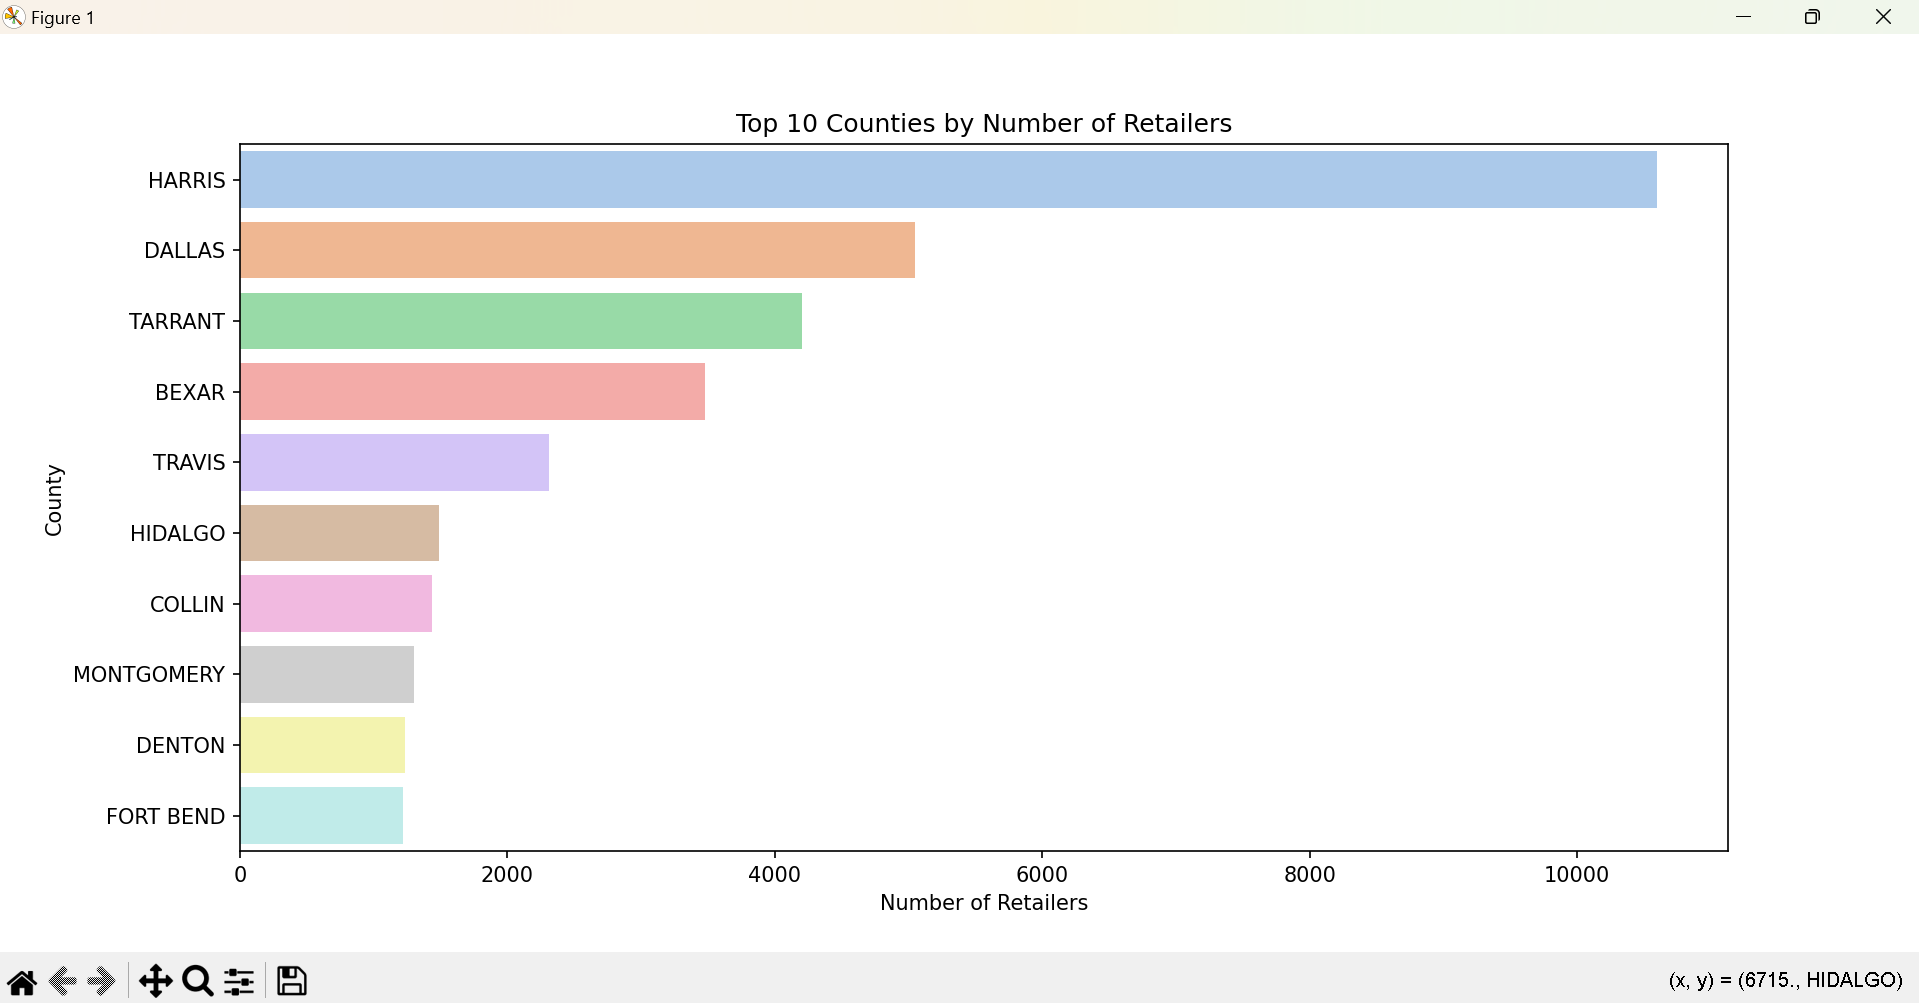 Figure 1
Top 10 Counties by Number of Retailers
County
HARRIS
DALLAS
TARRANT
BEXAR
TRAVIS
HIDALGO
COLLIN
MONTGOMERY
DENTON
FORT BEND
0 2000 4000 6000 8000 10000
Number of Retailers
(x, y) = (6715., HIDALGO)